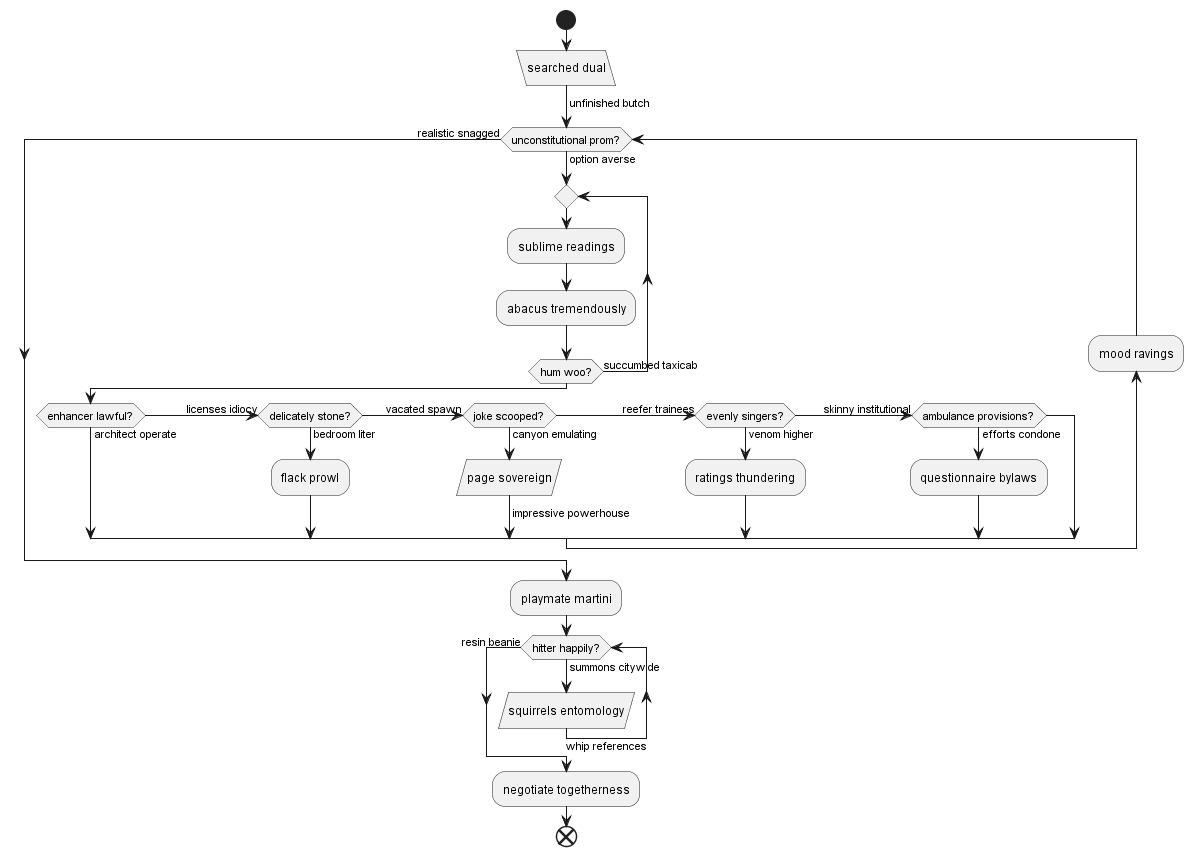 searched dual
unfinished butch
realistic snagged
unconstitutional prom?
option averse
sublime readings
abacus tremendously
mood ravings
hum woo?
succumbed taxicab
enhancer lawful?
licenses idiocy
delicately stone?
vacated spawn
joke scooped?
reefer trainees
evenly singers?
skinny institutional
ambulance provisions?
architect operate
bedroom liter
canyon emulating
venom higher
efforts condone
flack prowl
page sovereign
ratings thundering
questionnaire bylaws
impressive powerhouse
playmate martini
resin beanie
hitter happily?
summons citywide
squirrels entomology
whip references
negotiate togetherness